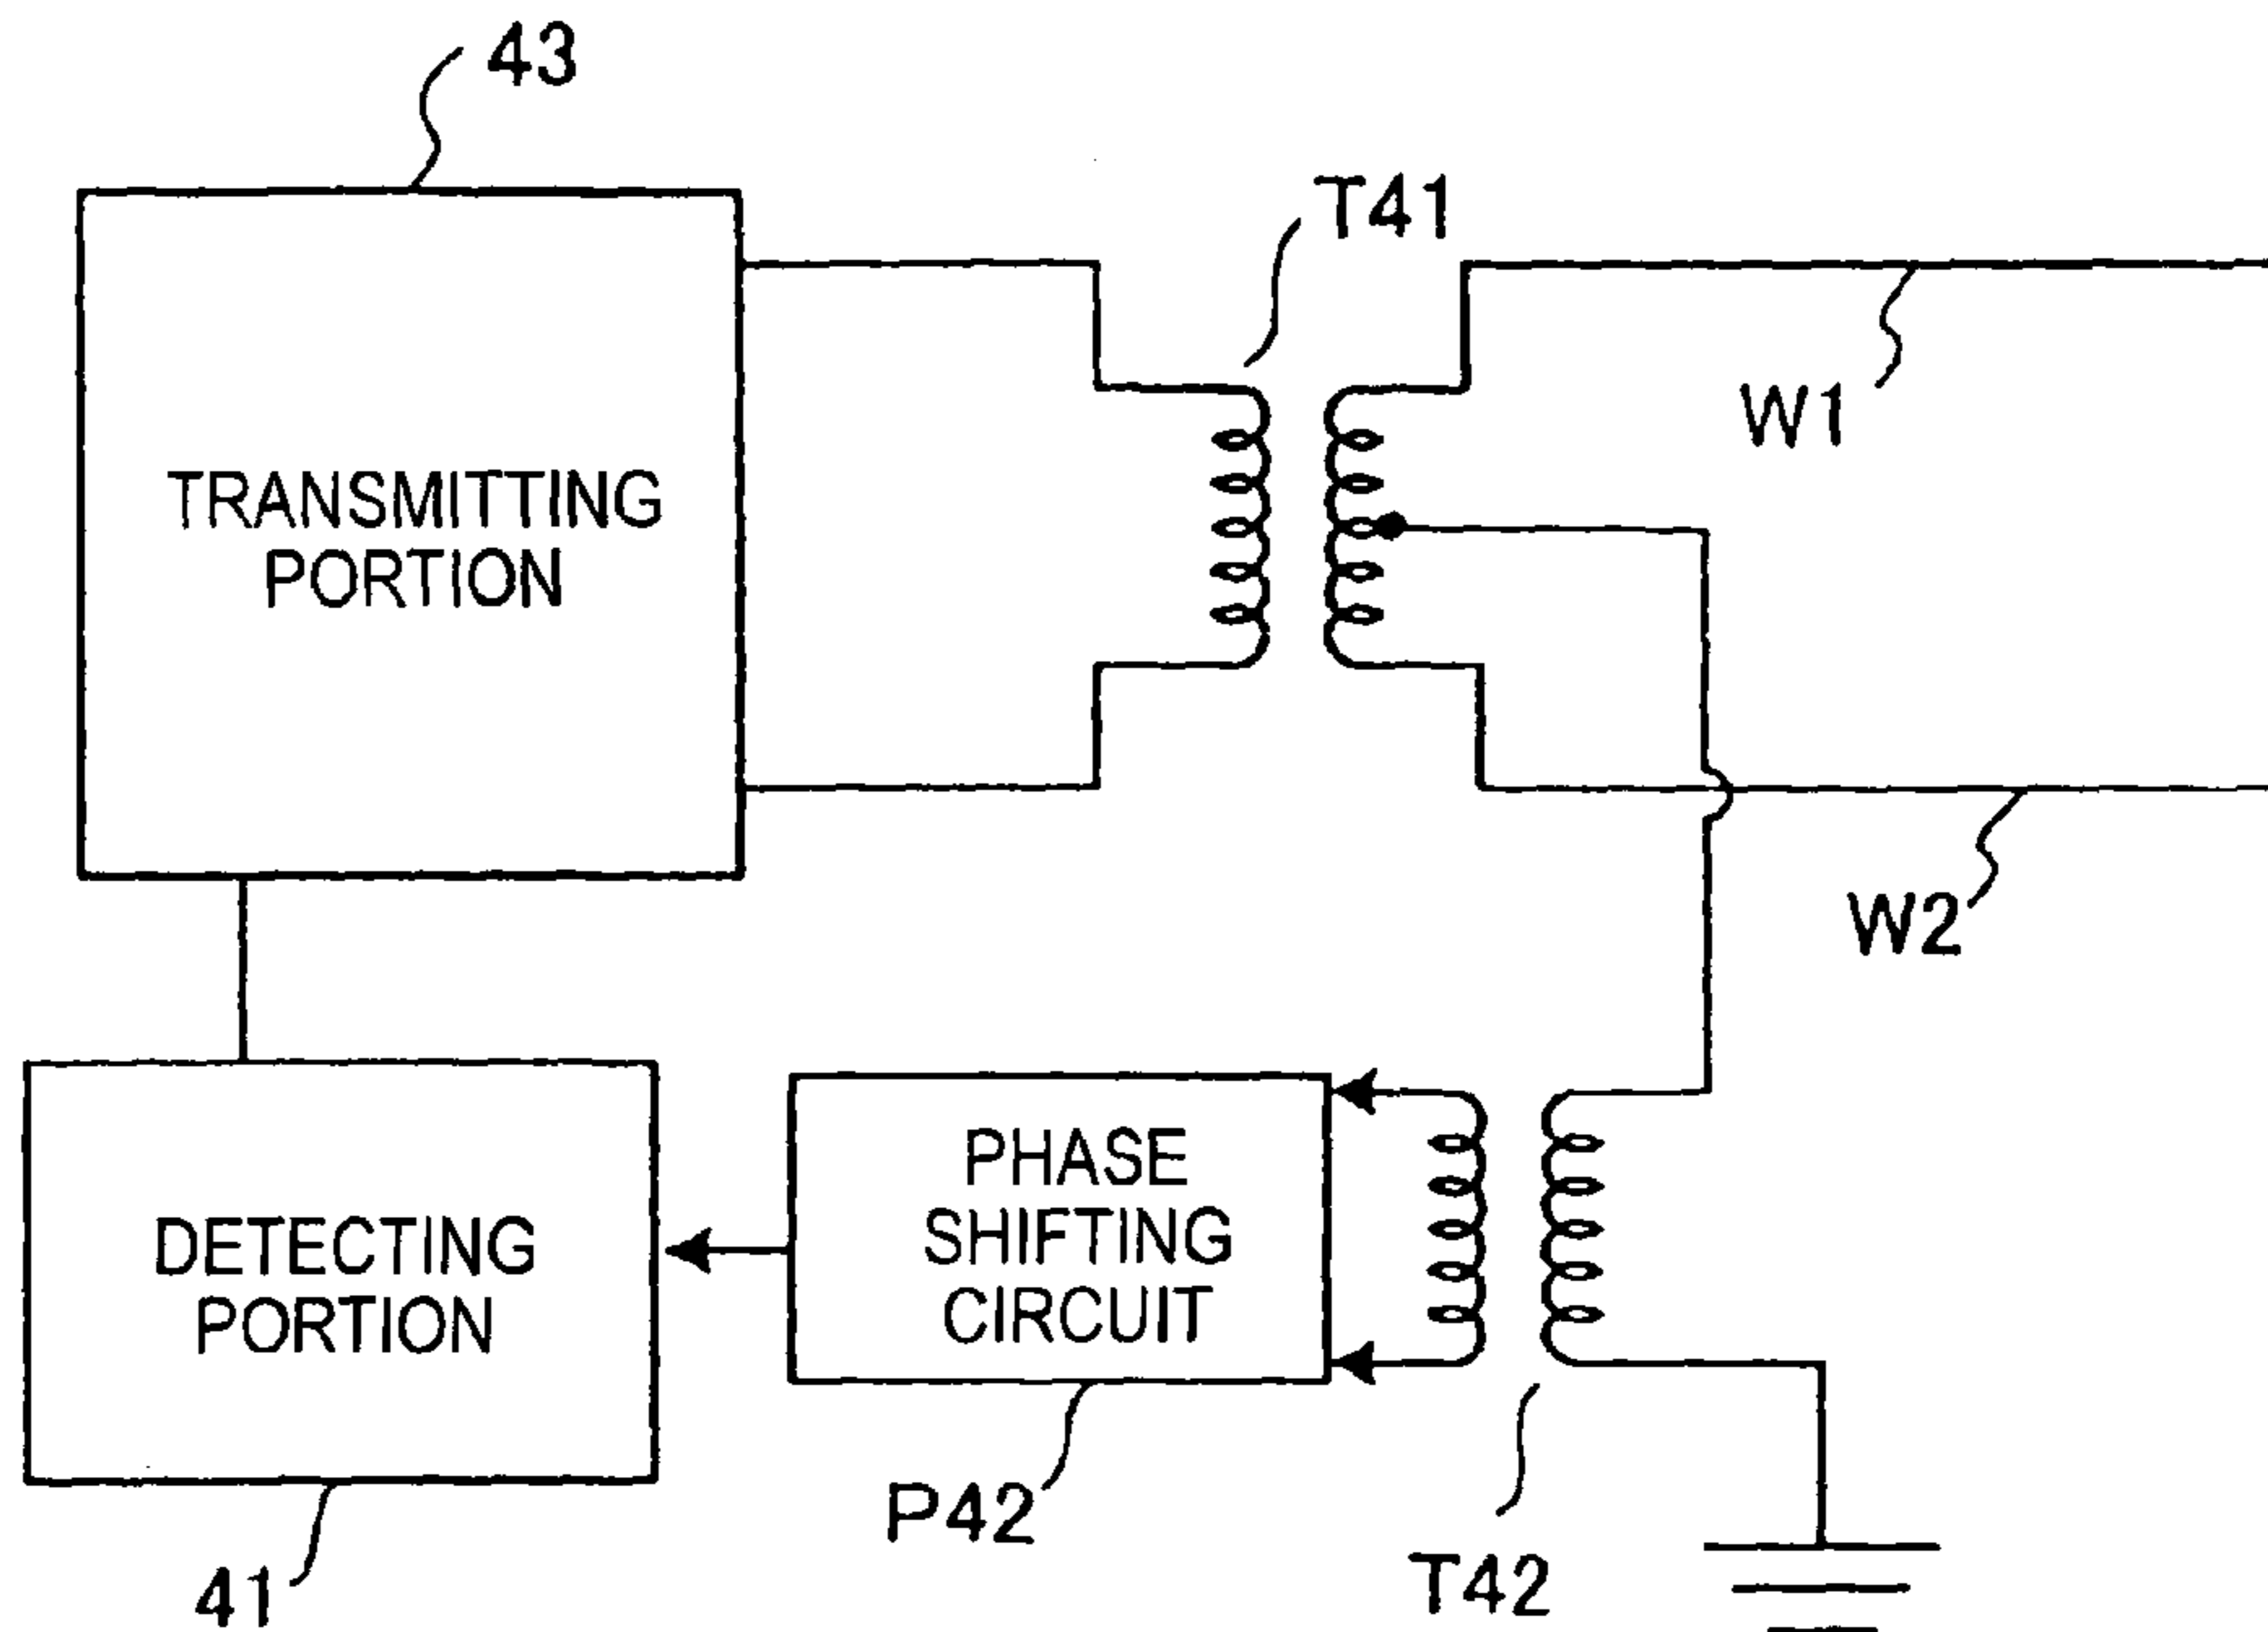 43
T41
W1
TRANSMITTING
PORTION
W2
PHASE
SHIFTING
CIRCUIT
DETECTING
PORTION
P42
T42
41